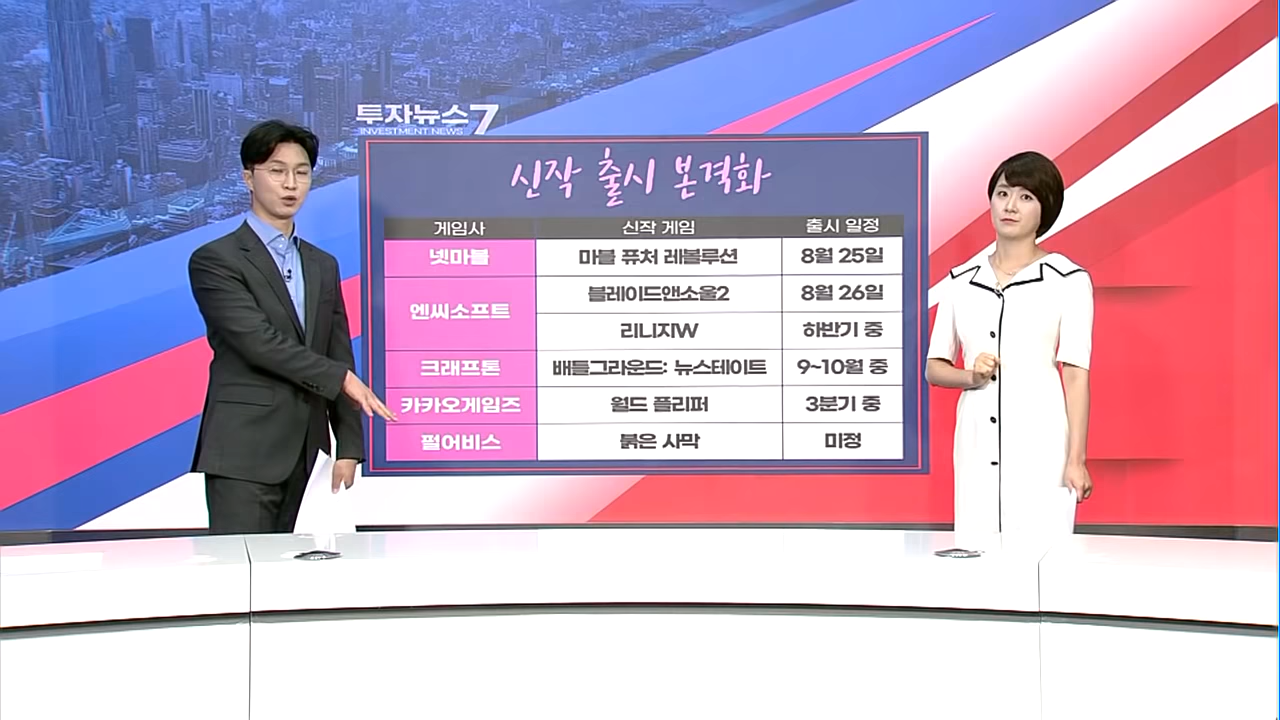 투자뉴스7
INVESTMENT NEWS
신작 출시 본격화
게임사 신작 게임 출시 일정
넷마블 마블 퓨처 레볼루션 8월 25일
엔씨소프트 블레이드앤소울2 8월 26일
리니지W 하반기 중
크래프톤 배틀그라운드: 뉴스테이트 9~10월 중
카카오게임즈 월드 플리퍼 3분기 중
펄어비스 붉은 사막 미정